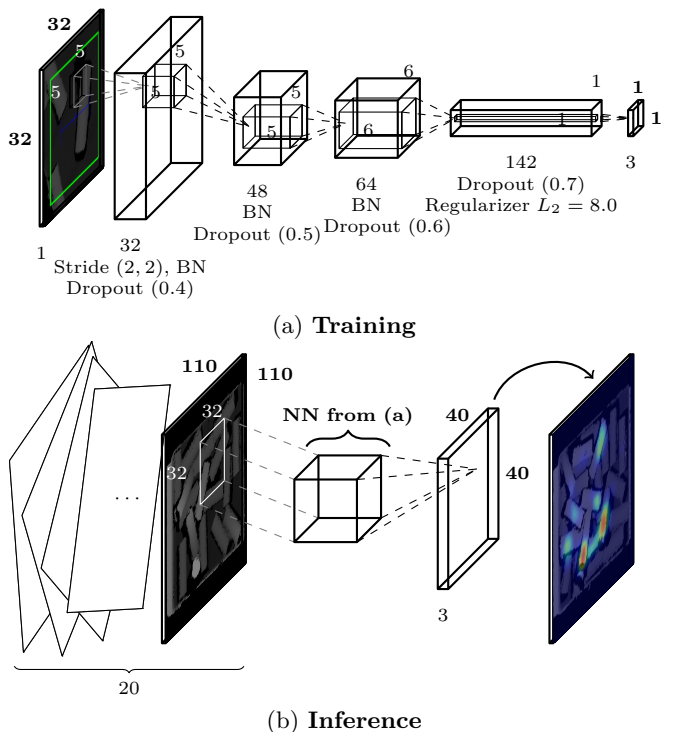 32
5
5
32
1
5
5
32
Stride (2, 2), BN
Dropout (0.4)
5
5
48
BN
Dropout (0.5)
6
6
64
BN
Dropout (0.6)
1
1
142
Dropout (0.7)
Regularizer L₂ = 8.0
1
1
3
(a) Training
110
110
32
32
...
20
NN from (a)
40
40
3
(b) Inference